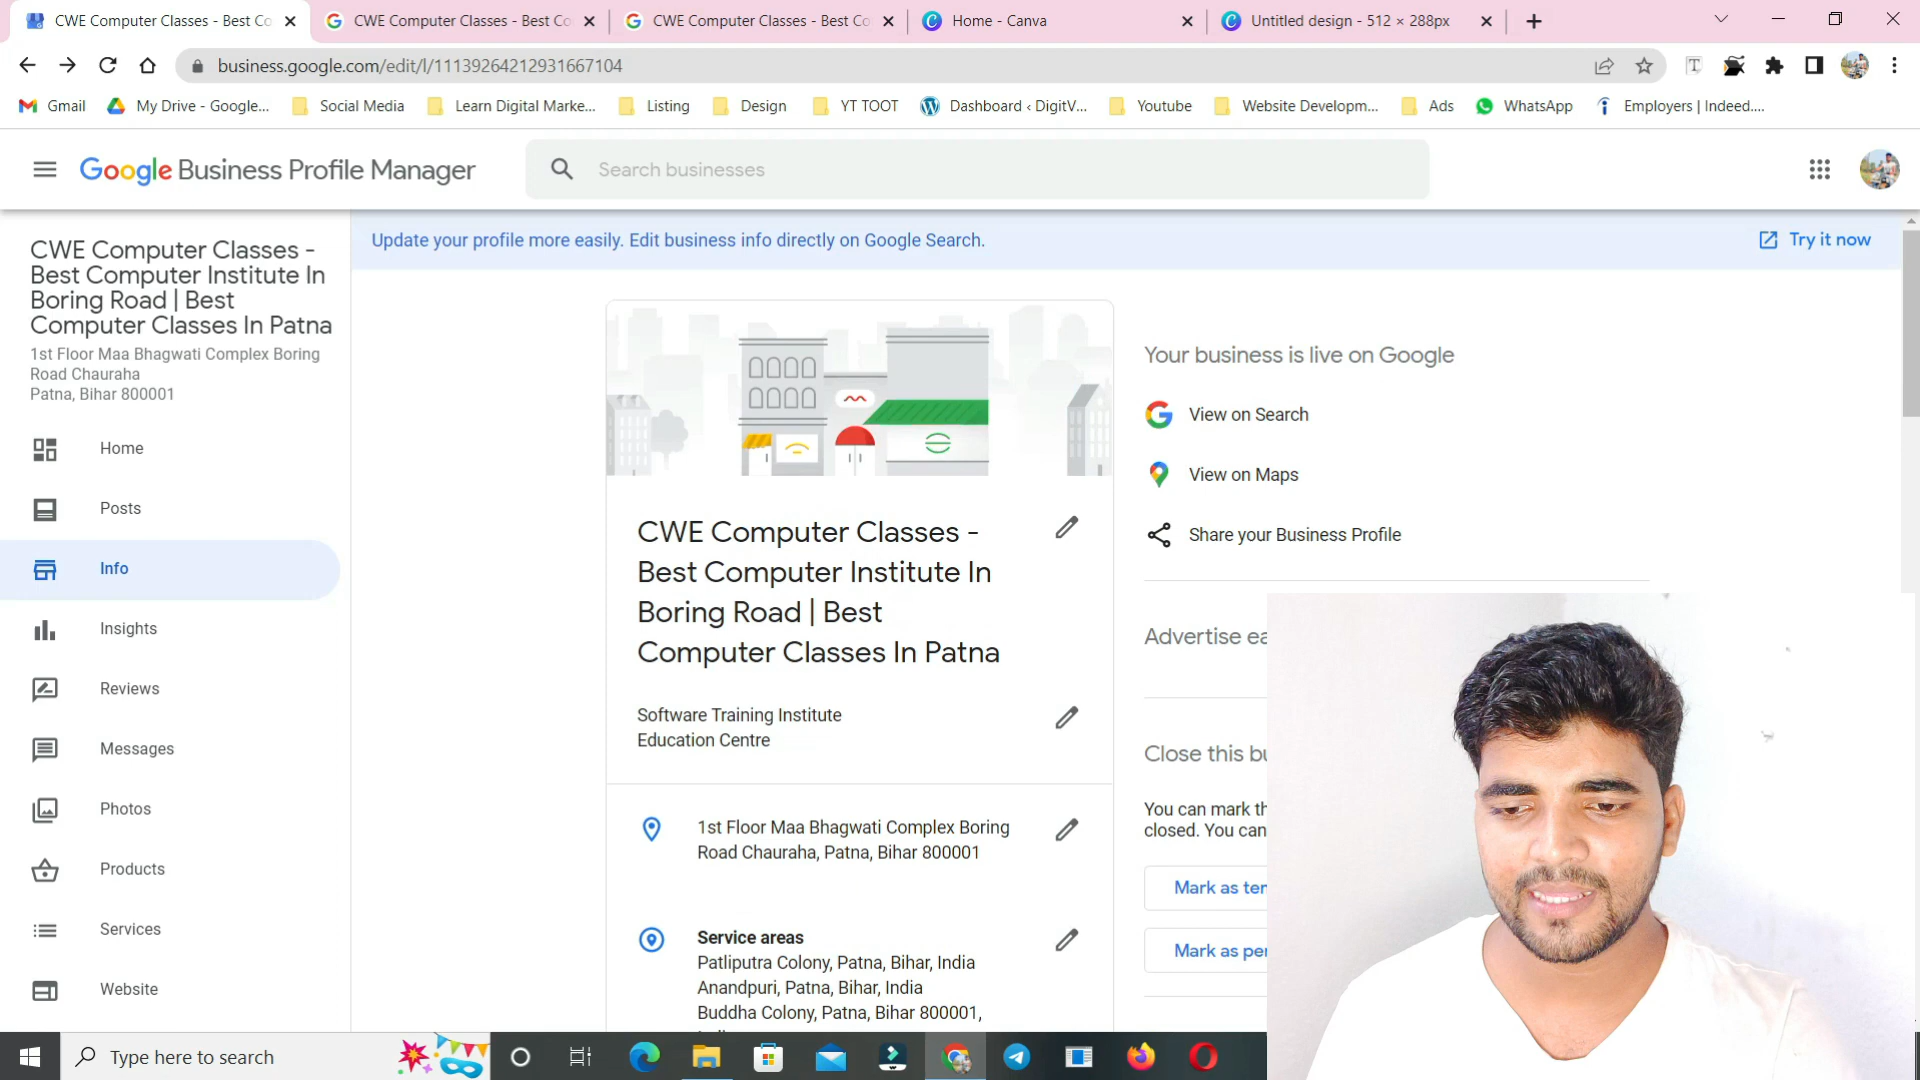 CWE Computer Classes - Best Co
CWE Computer Classes - Best Co
CWE Computer Classes - Best Co
Home - Canva
Untitled design - 512 × 288px
business.google.com/edit/l/11139264212931667104
Gmail
My Drive - Google...
Social Media
Learn Digital Marke...
Listing
Design
YT TOOT
Dashboard ‹ DigitV...
Youtube
Website Developm...
Ads
WhatsApp
Employers | Indeed....
Google Business Profile Manager
Search businesses
CWE Computer Classes -
Best Computer Institute In
Boring Road | Best
Computer Classes In Patna
1st Floor Maa Bhagwati Complex Boring
Road Chauraha
Patna, Bihar 800001
Home
Posts
Info
Insights
Reviews
Messages
Photos
Products
Services
Website
Update your profile more easily. Edit business info directly on Google Search.
Try it now
CWE Computer Classes -
Best Computer Institute In
Boring Road | Best
Computer Classes In Patna
Software Training Institute
Education Centre
1st Floor Maa Bhagwati Complex Boring
Road Chauraha, Patna, Bihar 800001
Service areas
Patliputra Colony, Patna, Bihar, India
Anandpuri, Patna, Bihar, India
Buddha Colony, Patna, Bihar 800001,
Your business is live on Google
View on Search
View on Maps
Share your Business Profile
Advertise ea
Close this bu
You can mark th
closed. You can
Mark as ten
Mark as per
Type here to search